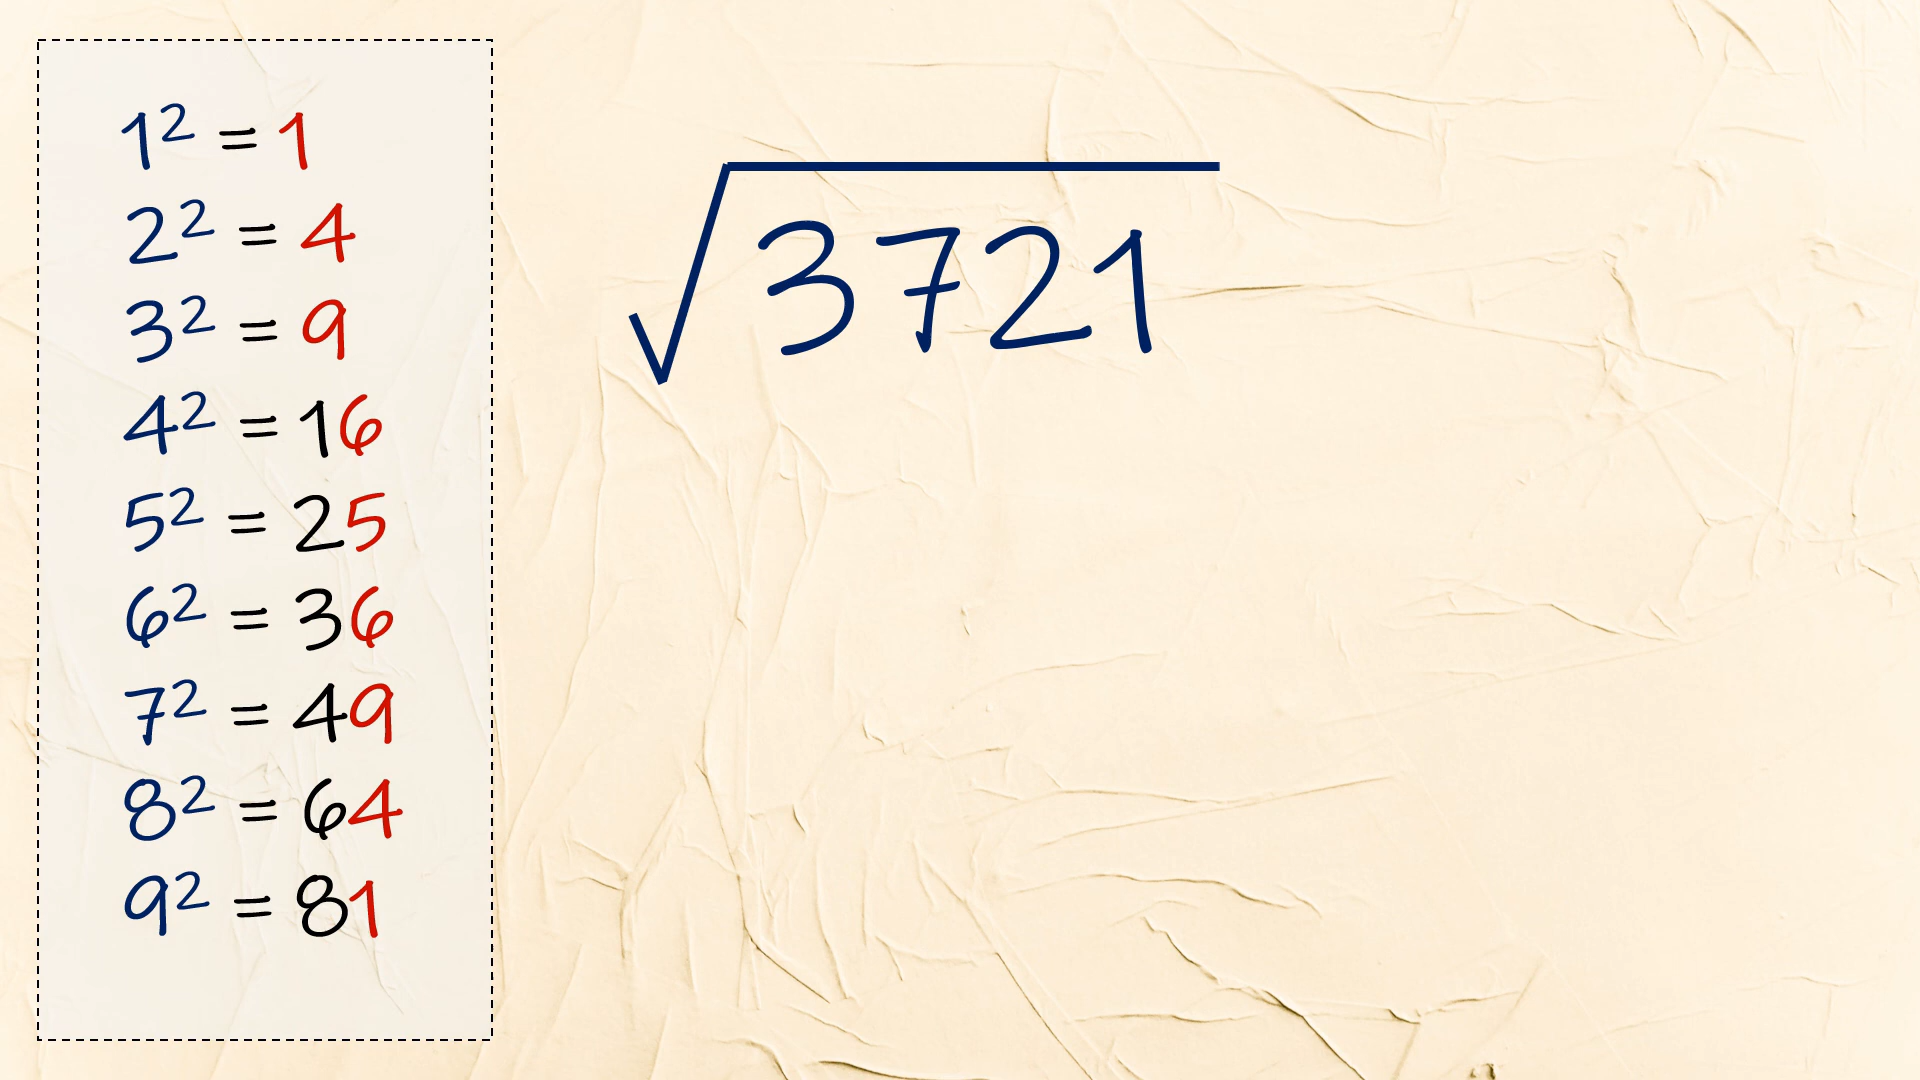 1² = 1
2² = 4
3² = 9
4² = 16
5² = 25
6² = 36
7² = 49
8² = 64
9² = 81
√3721